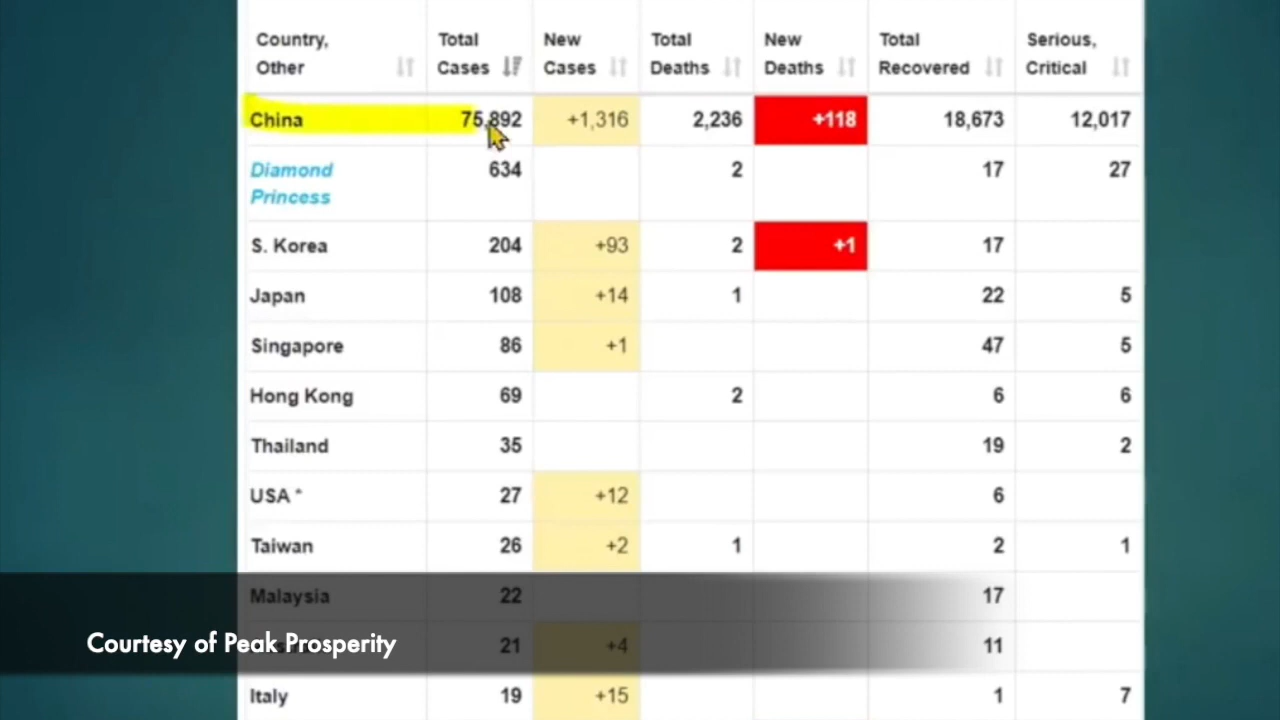 Country, Other Total Cases New Cases Total Deaths New Deaths Total Recovered Serious, Critical
China 75,892 +1,316 2,236 +118 18,673 12,017
Diamond Princess 634 2 17 27
S. Korea 204 +93 2 +1 17
Japan 108 +14 1 22 5
Singapore 86 +1 47 5
Hong Kong 69 2 6 6
Thailand 35 19 2
USA * 27 +12 6
Taiwan 26 +2 1 2 1
Malaysia 22 17
21 +4 11
Courtesy of Peak Prosperity
Italy 19 +15 1 7